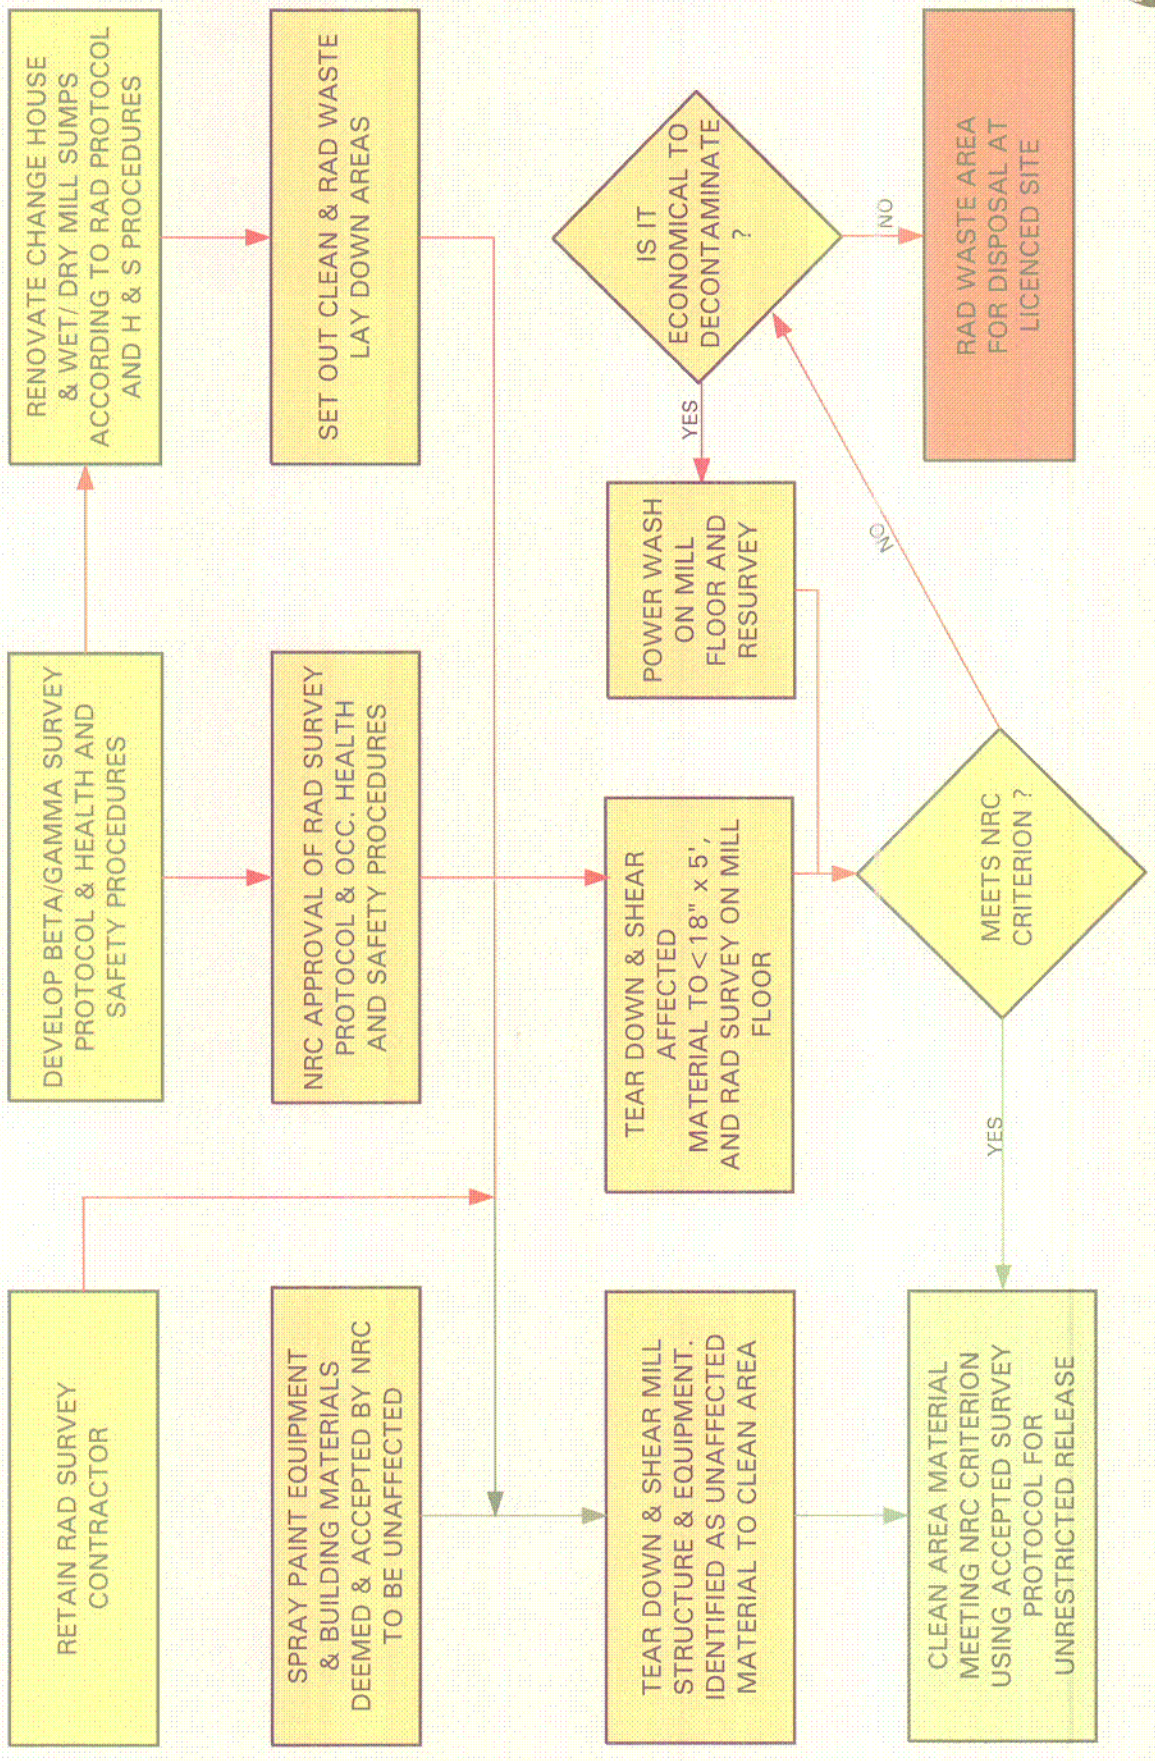 RETAIN RAD SURVEY
CONTRACTOR
DEVELOP BETA/GAMMA SURVEY
PROTOCOL & HEALTH AND
SAFETY PROCEDURES
RENOVATE CHANGE HOUSE
& WET/ DRY MILL SUMPS
ACCORDING TO RAD PROTOCOL
AND H & S PROCEDURES
SPRAY PAINT EQUIPMENT
& BUILDING MATERIALS
DEEMED & ACCEPTED BY NRC
TO BE UNAFFECTED
NRC APPROVAL OF RAD SURVEY
PROTOCOL & OCC. HEALTH
AND SAFETY PROCEDURES
SET OUT CLEAN & RAD WASTE
LAY DOWN AREAS
TEAR DOWN & SHEAR MILL
STRUCTURE & EQUIPMENT.
IDENTIFIED AS UNAFFECTED
MATERIAL TO CLEAN AREA
TEAR DOWN & SHEAR
AFFECTED
MATERIAL TO<18" x 5',
AND RAD SURVEY ON MILL
FLOOR
POWER WASH
ON MILL
FLOOR AND
RESURVEY
YES
IS IT
ECONOMICAL TO
DECONTAMINATE
?
NO
NO
CLEAN AREA MATERIAL
MEETING NRC CRITERION
USING ACCEPTED SURVEY
PROTOCOL FOR
UNRESTRICTED RELEASE
YES
MEETS NRC
CRITERION ?
RAD WASTE AREA
FOR DISPOSAL AT
LICENCED SITE